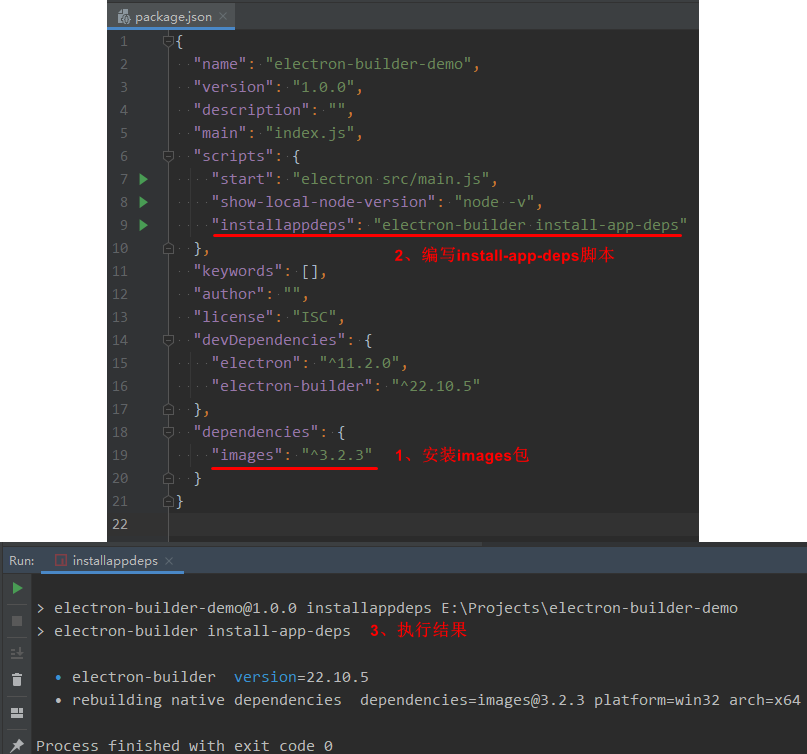 package.json
1 {
2 "name": "electron-builder-demo",
3 "version": "1.0.0",
4 "description": "",
5 "main": "index.js",
6 "scripts": {
7 "start": "electron src/main.js",
8 "show-local-node-version": "node -v",
9 "installappdeps": "electron-builder install-app-deps"
10 },
2、编写install-app-deps脚本
11 "keywords": [],
12 "author": "",
13 "license": "ISC",
14 "devDependencies": {
15 "electron": "^11.2.0",
16 "electron-builder": "^22.10.5"
17 },
18 "dependencies": {
19 "images": "^3.2.3" 1、安装images包
20 }
21 }
22
Run: installappdeps
> electron-builder-demo@1.0.0 installappdeps E:\Projects\electron-builder-demo
> electron-builder install-app-deps 3、执行结果
• electron-builder version=22.10.5
• rebuilding native dependencies dependencies=images@3.2.3 platform=win32 arch=x64
Process finished with exit code 0